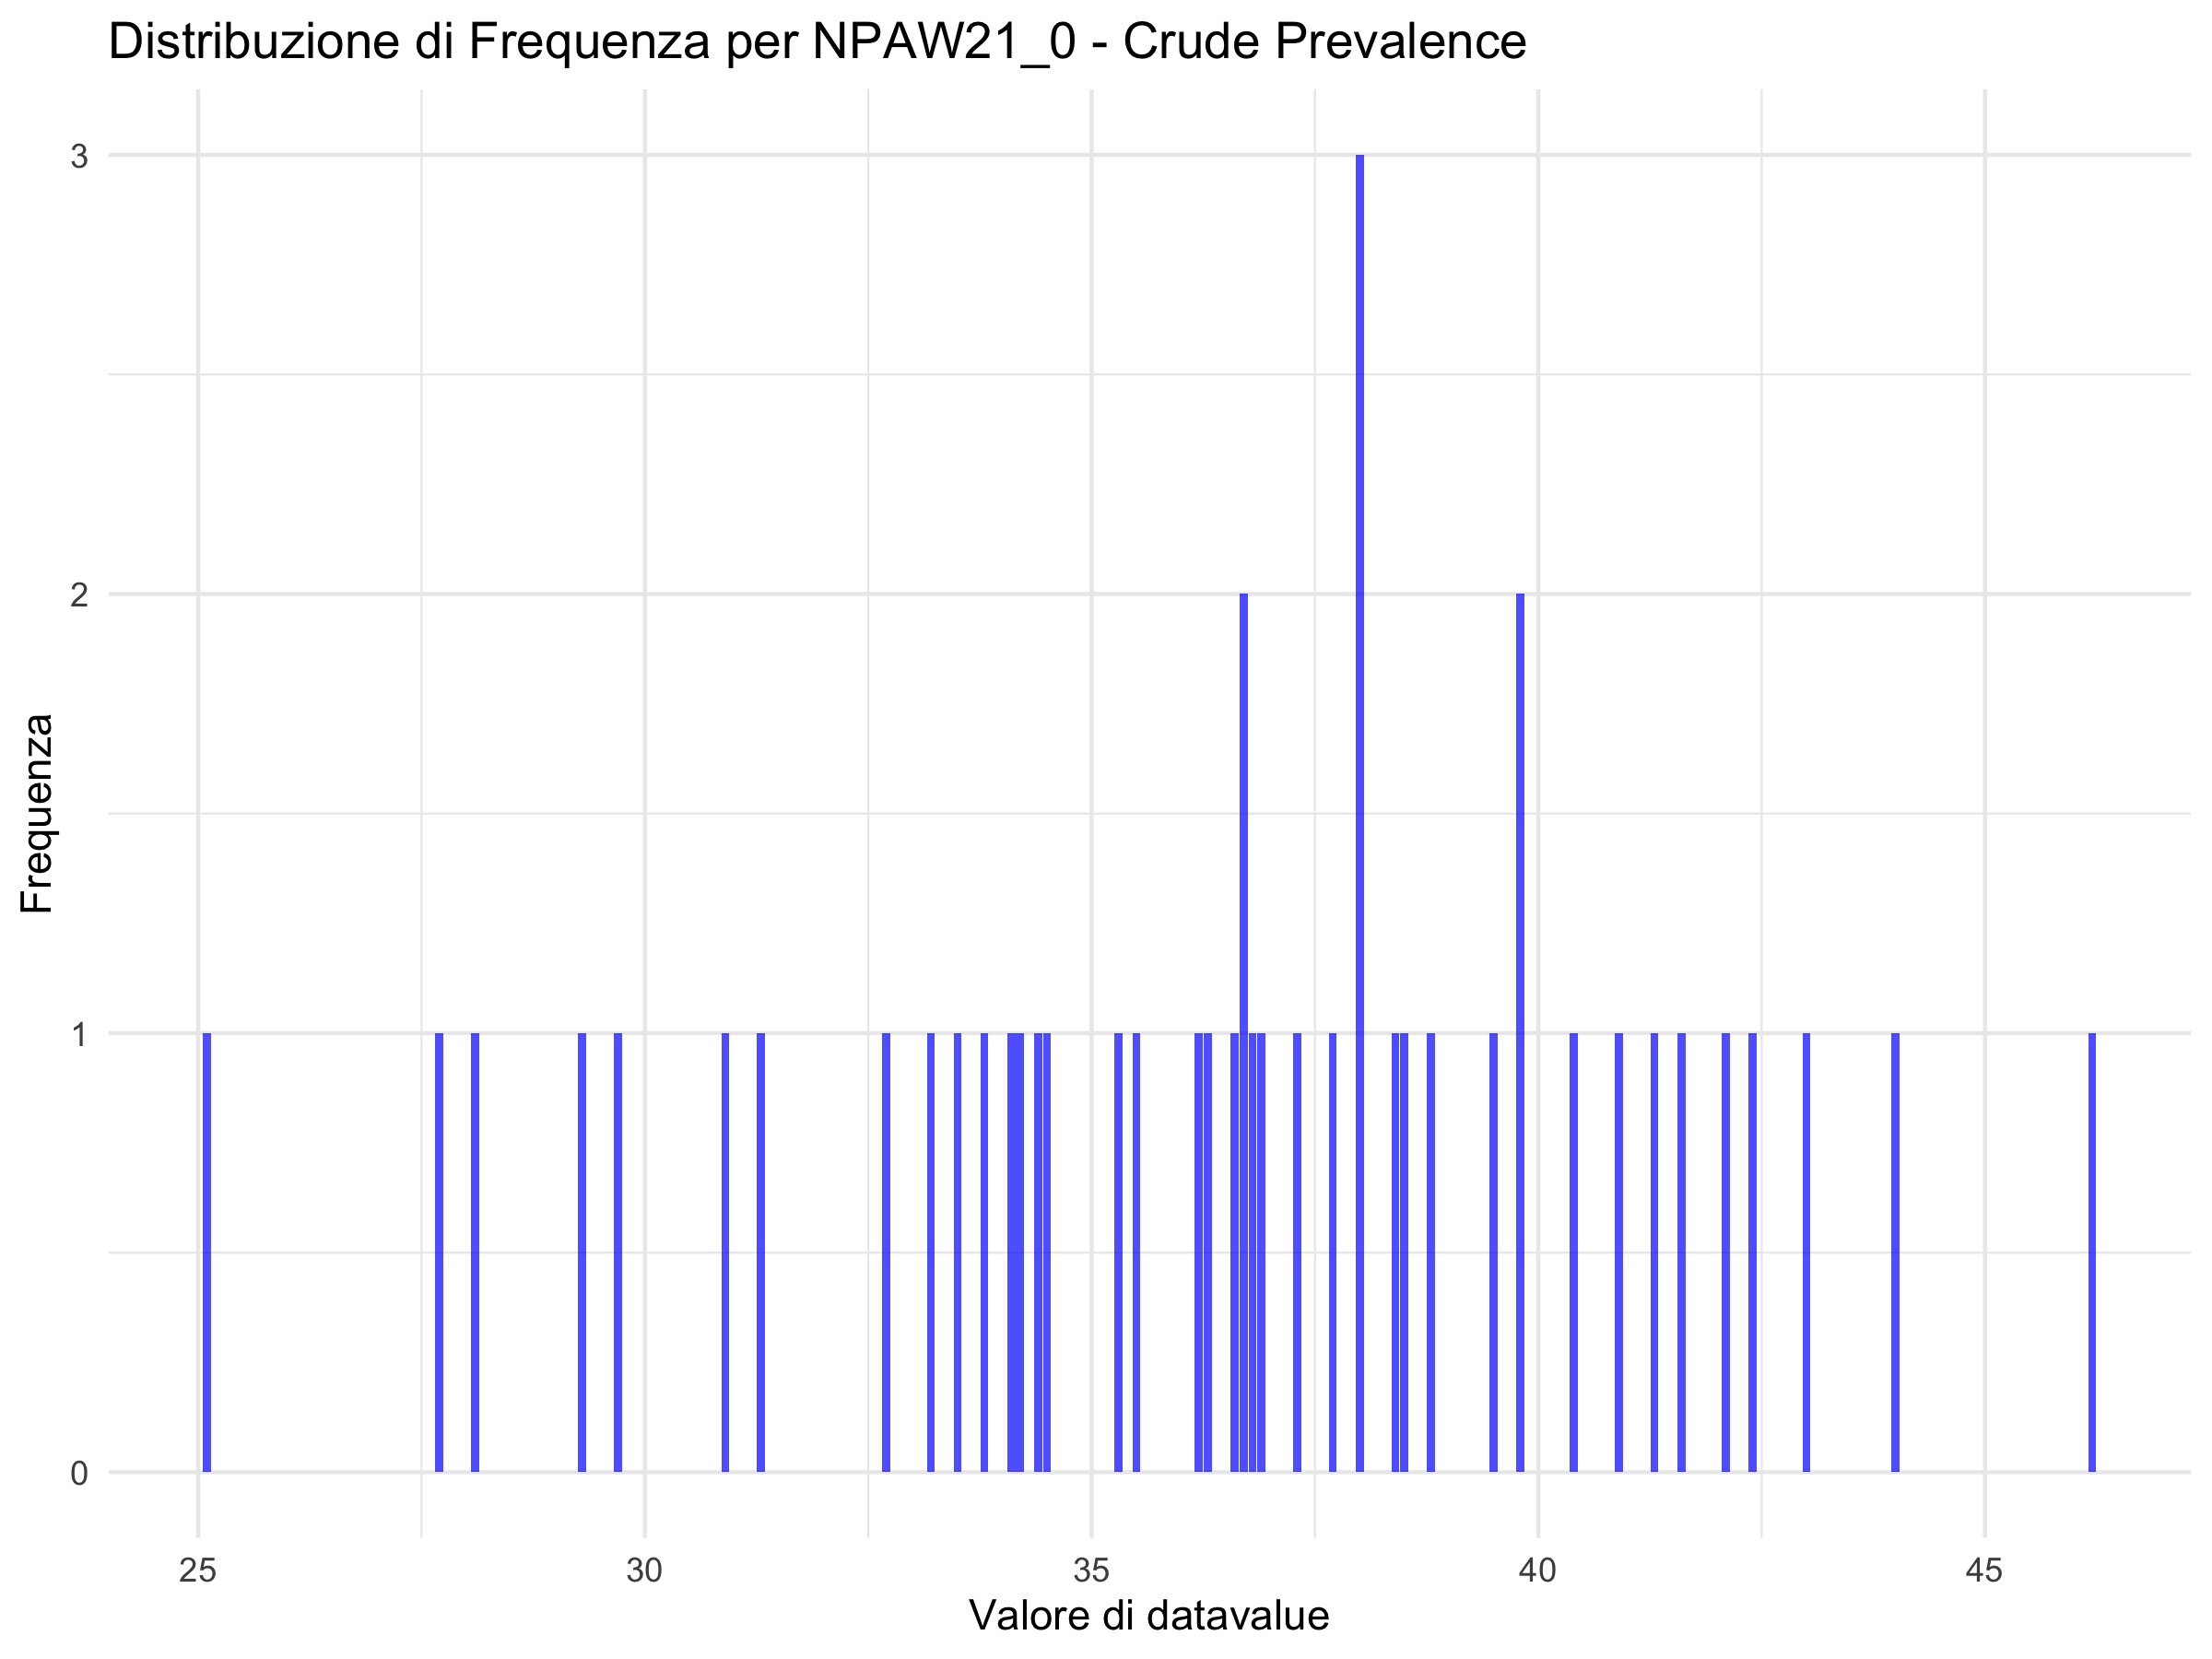 Distribuzione di Frequenza per NPAW21_0 - Crude Prevalence
3
2
1
0
Frequenza
25 30 35 40 45
Valore di datavalue